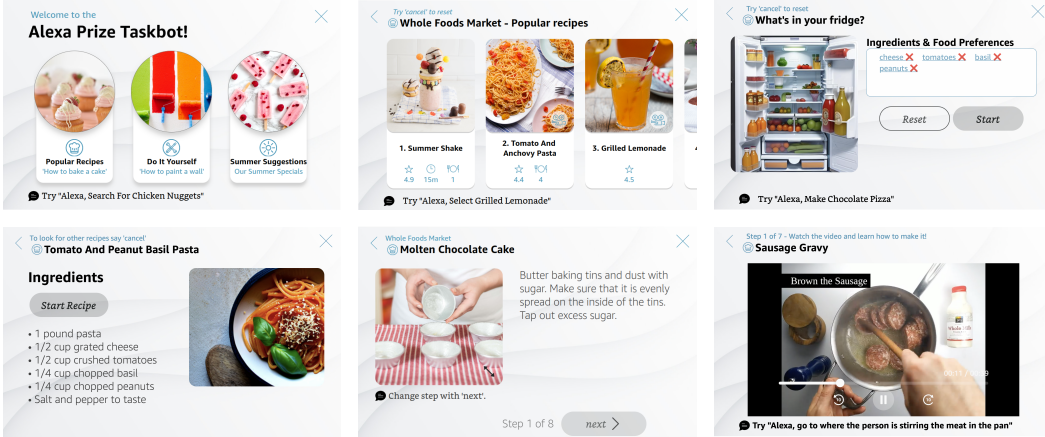 Welcome to the
Alexa Prize Taskbot!
Popular Recipes
'How to bake a cake'
Do It Yourself
'How to paint a wall'
Summer Suggestions
Our Summer Specials
Try "Alexa, Search For Chicken Nuggets"
Try 'cancel' to reset
Whole Foods Market - Popular recipes
1. Summer Shake
4.9 15m 1
2. Tomato And
Anchovy Pasta
4.4 4
3. Grilled Lemonade
4.5
4
Try "Alexa, Select Grilled Lemonade"
Try 'cancel' to reset
What's in your fridge?
Ingredients & Food Preferences
cheese ❌ tomatoes ❌ basil ❌
peanuts ❌
Reset Start
Try "Alexa, Make Chocolate Pizza"
To look for other recipes say 'cancel'
Tomato And Peanut Basil Pasta
Ingredients
Start Recipe
• 1 pound pasta
• 1/2 cup grated cheese
• 1/2 cup crushed tomatoes
• 1/4 cup chopped basil
• 1/4 cup chopped peanuts
• Salt and pepper to taste
Whole Foods Market
Molten Chocolate Cake
Butter baking tins and dust with
sugar. Make sure that it is evenly
spread on the inside of the tins.
Tap out excess sugar.
Change step with 'next'.
Step 1 of 8 next
Step 1 of 7 - Watch the video and learn how to make it!
Sausage Gravy
Brown the Sausage
10 10
Try "Alexa, go to where the person is stirring the meat in the pan"